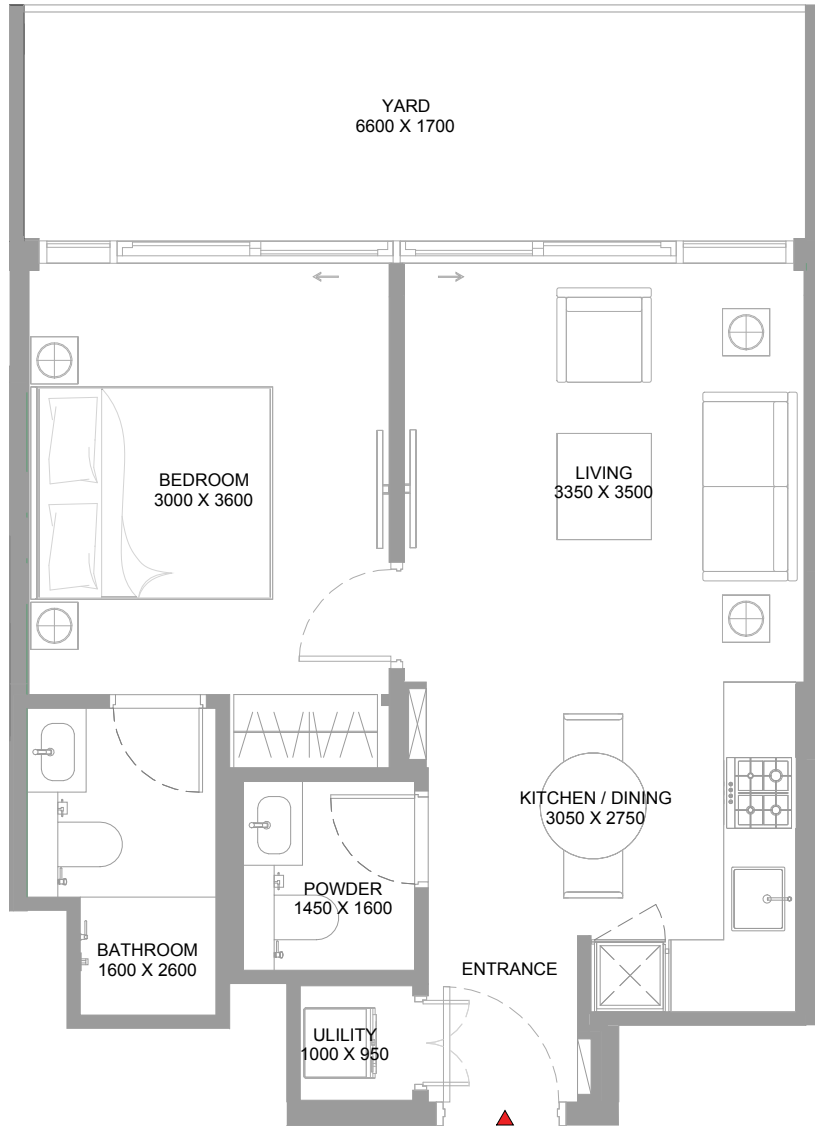 YARD
6600 X 1700
BEDROOM
3000 X 3600
LIVING
3350 X 3500
KITCHEN / DINING
3050 X 2750
POWDER
1450 X 1600
BATHROOM
1600 X 2600
ENTRANCE
ULILITY
1000 X 950